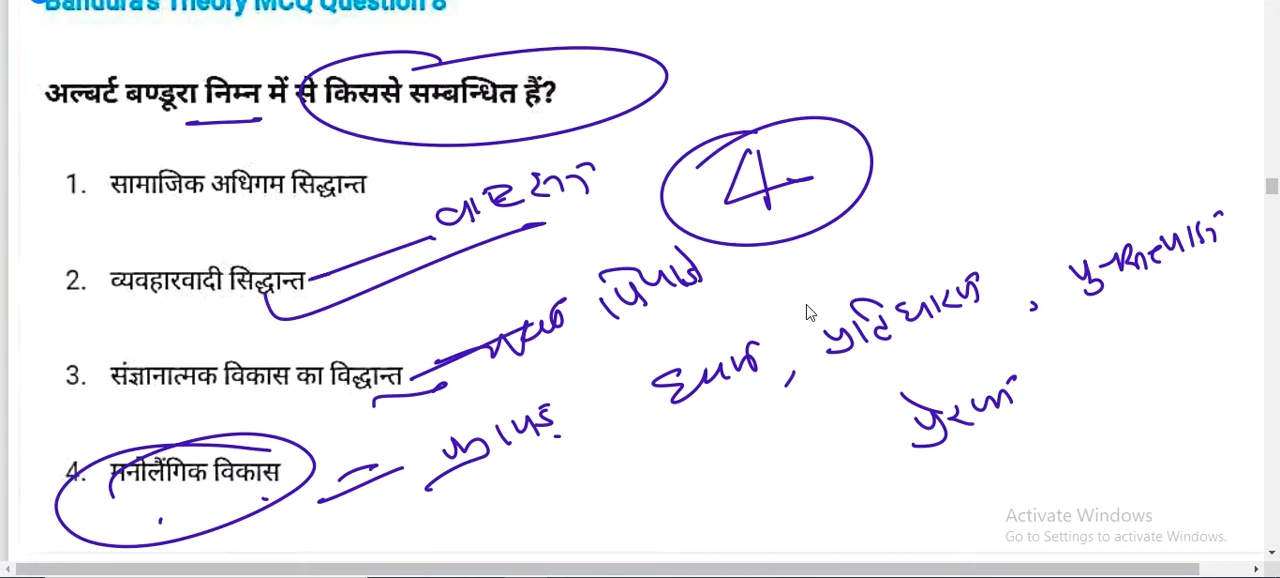 Bandura's Theory MCQ Question 8
अल्बर्ट बण्डूरा निम्न में से किससे सम्बन्धित हैं?
1. सामाजिक अधिगम सिद्धान्त
4
2. व्यवहारवादी सिद्धान्त
3. संज्ञानात्मक विकास का विद्धान्त
4. मनोलैंगिक विकास
Activate Windows
Go to Settings to activate Windows.